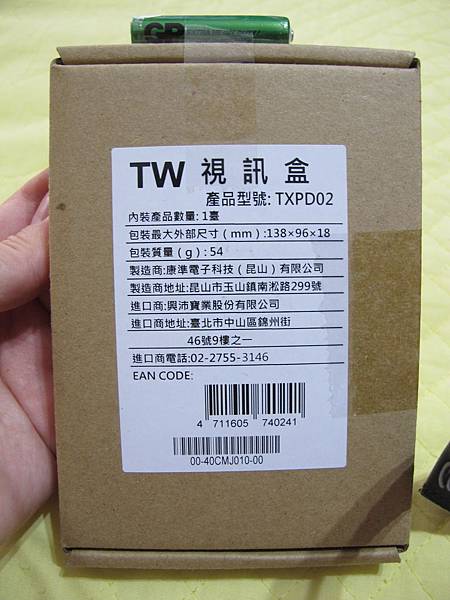 GP
TW 視訊盒
產品型號: TXPD02
內裝產品數量: 1臺
包裝最大外部尺寸（mm）:138×96×18
包裝質量（g）: 54
製造商:康準電子科技（昆山）有限公司
製造商地址:昆山市玉山鎮南淞路299號
進口商:興沛寶業股份有限公司
進口商地址:臺北市中山區錦州街
46號9樓之一
進口商電話:02-2755-3146
EAN CODE:
4 711605 740241
00-40CMJ010-00